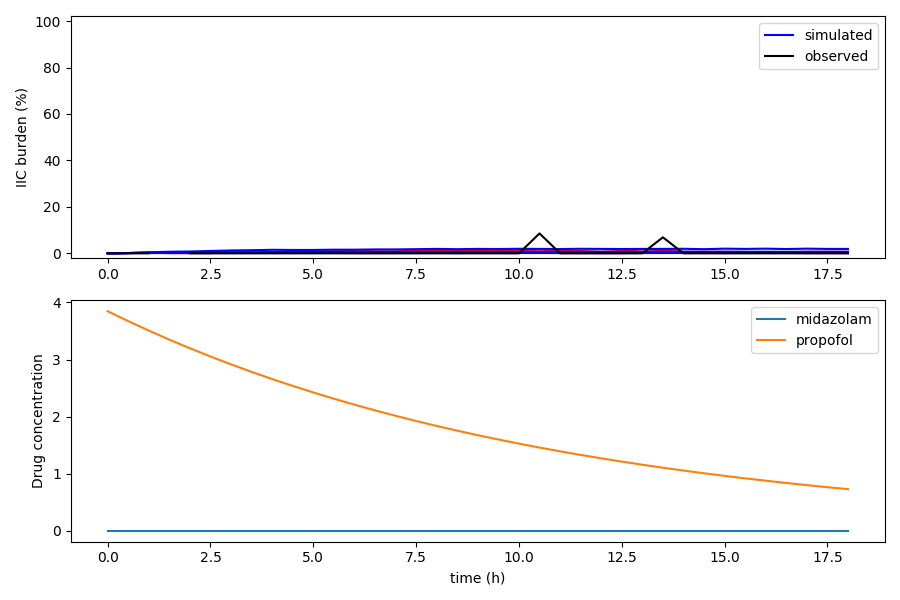 IIC burden (%)
100
80
60
40
20
0
simulated
observed
0.0 2.5 5.0 7.5 10.0 12.5 15.0 17.5
Drug concentration
4
3
2
1
0
midazolam
propofol
0.0 2.5 5.0 7.5 10.0 12.5 15.0 17.5
time (h)